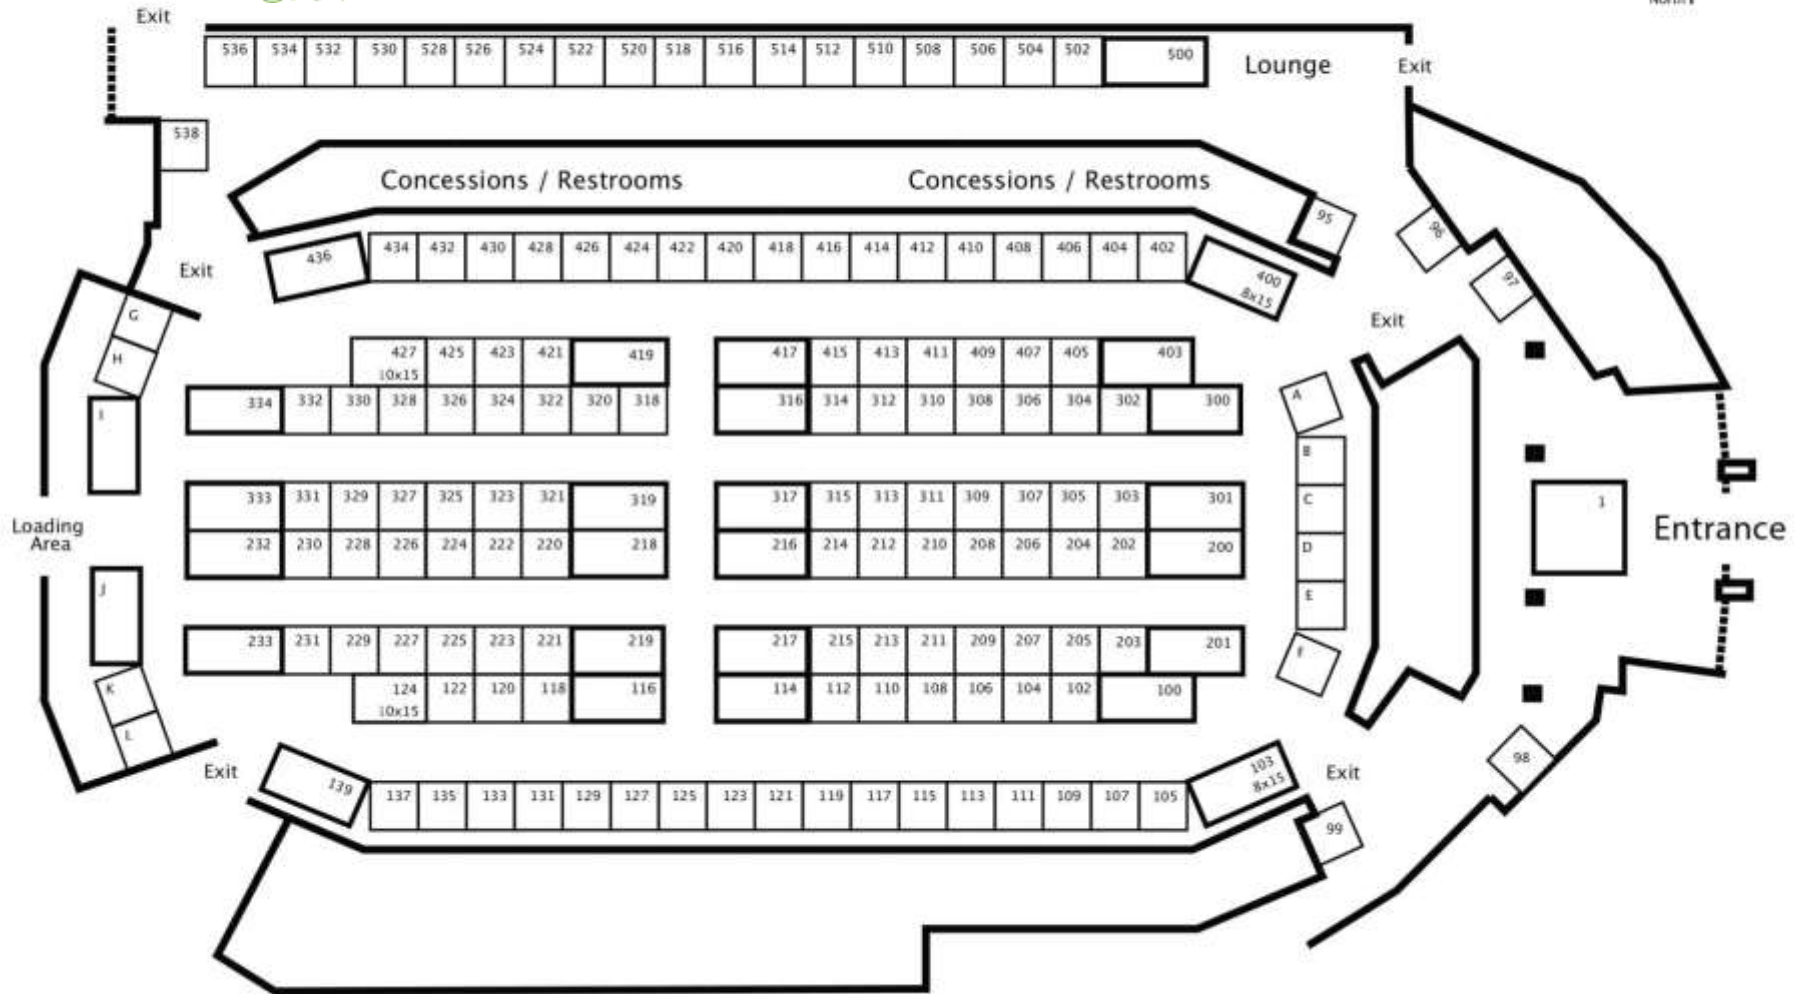 Exit
536 534 532 530 528 526 524 522 520 518 516 514 512 510 508 506 504 502 500
Lounge
Exit
538
Concessions / Restrooms
Concessions / Restrooms
95
96
97
436
434 432 430 428 426 424 422 420 418 416 414 412 410 408 406 404 402
400
8x15
Exit
Exit
G
H
I
427 425 423 421 419
10x15
417 415 413 411 409 407 405 403
334 332 330 328 326 324 322 320 318
316 314 312 310 308 306 304 302 300
A
B
C
D
E
F
333 331 329 327 325 323 321 319
317 315 313 311 309 307 305 303 301
232 230 228 226 224 222 220 218
216 214 212 210 208 206 204 202 200
1
Entrance
Loading
Area
J
K
L
233 231 229 227 225 223 221 219
217 215 213 211 209 207 205 203 201
124 122 120 118 116
10x15
114 112 110 108 106 104 102 100
98
Exit
139
137 135 133 131 129 127 125 123 121 119 117 115 113 111 109 107 105
103
8x15
Exit
99